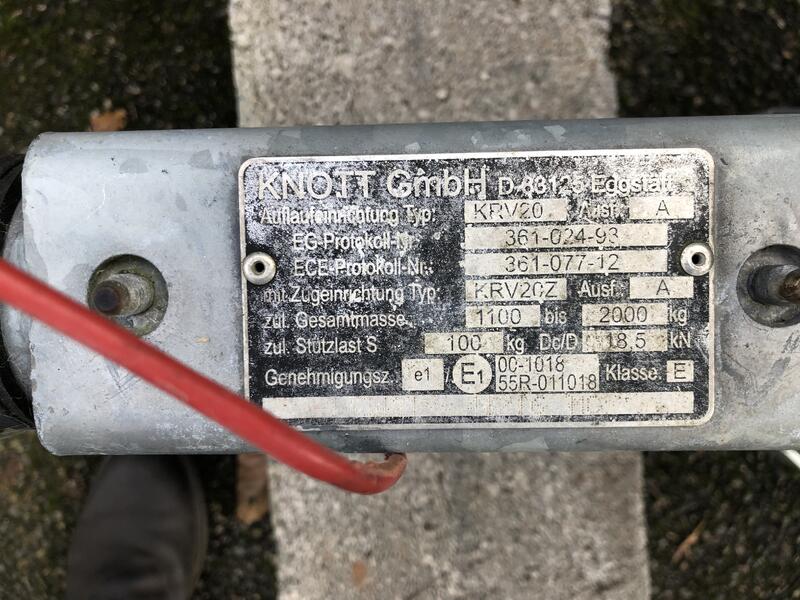 KNOTT GmbH D-83125 Eggstätt
Auflaufeinrichtung Typ: KRV20 Ausf. A
EG-Protokoll-Nr.: 361-024-93
ECE-Protokoll-Nr.: 361-077-12
mit Zugeinrichtung Typ: KRV20Z Ausf. A
zul. Gesamtmasse 1100 bis 2000 kg
zul. Stützlast S 100 kg Dc/D 18,5 kN
Genehmigungsz. e1 E1 00-1018 Klasse E
55R-011018